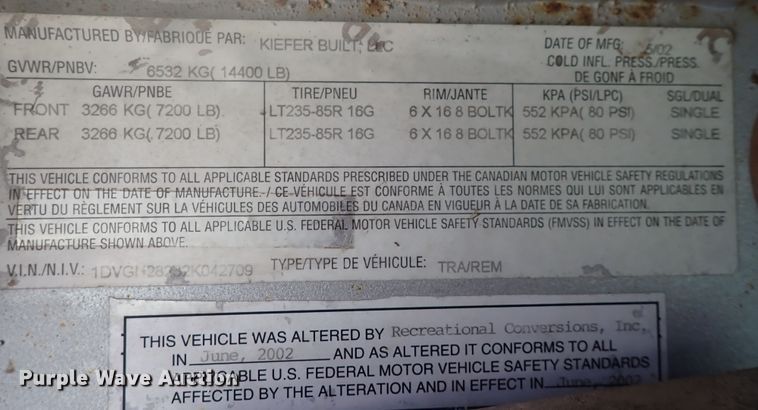 MANUFACTURED BY/FABRIQUE PAR: KIEFER BUILT, LLC
DATE OF MFG. 5/02
GVWR/PNBV: 6532 KG( 14400 LB)
COLD INFL. PRESS./PRESS.
DE GONF À FROID
GAWR/PNBE TIRE/PNEU RIM/JANTE KPA (PSI/LPC) SGL/DUAL
FRONT 3266 KG( 7200 LB) LT235-85R 16G 6 X 16 8 BOLTK 552 KPA( 80 PSI) SINGLE
REAR 3266 KG( 7200 LB) LT235-85R 16G 6 X 16 8 BOLTK 552 KPA( 80 PSI) SINGLE
THIS VEHICLE CONFORMS TO ALL APPLICABLE STANDARDS PRESCRIBED UNDER THE CANADIAN MOTOR VEHICLE SAFETY REGULATIONS
IN EFFECT ON THE DATE OF MANUFACTURE.-/ CE-VÉHICULE EST CONFORME À TOUTES LES NORMES QUI LUI SONT APPLICABLES EN
VERTU DU RÈGLEMENT SUR LA VÉHICULES DES AUTOMOBILES DU CANADA EN VIGUEUR À LA DATE DE SA FABRICATION.
THIS VEHICLE CONFORMS TO ALL APPLICABLE U.S. FEDERAL MOTOR VEHICLE SAFETY STANDARDS (FMVSS) IN EFFECT ON THE DATE OF
MANUFACTURE SHOWN ABOVE.
V.I.N./N.I.V.: TYPE/TYPE DE VÉHICULE: TRA/REM
THIS VEHICLE WAS ALTERED BY Recreational Conversions, Inc.
IN June, 2002 AND AS ALTERED IT CONFORMS TO ALL
APPLICABLE U.S. FEDERAL MOTOR VEHICLE SAFETY STANDARDS
AFFECTED BY THE ALTERATION AND IN EFFECT IN June, 2002
Purple Wave Auction